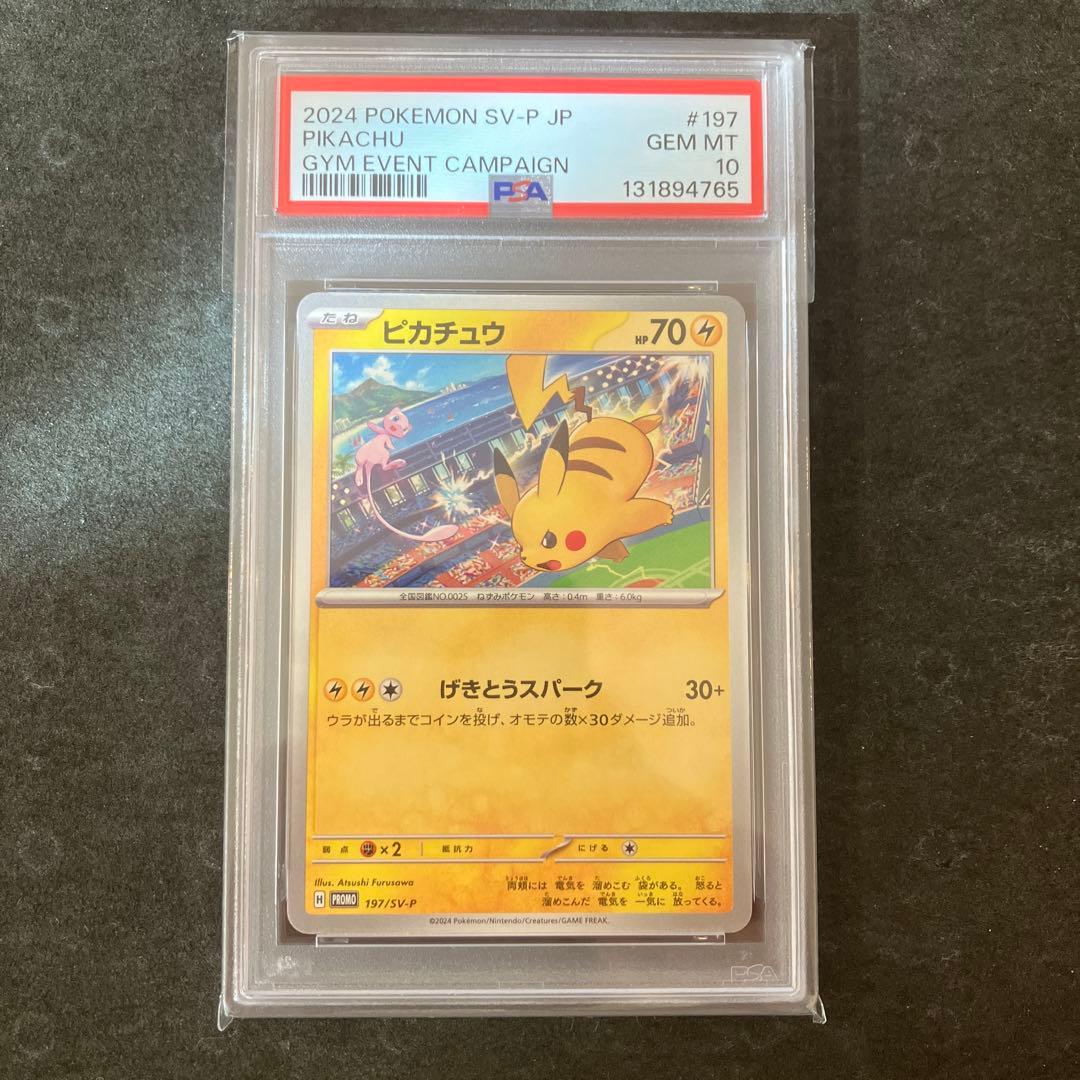 2024 POKEMON SV-P JP #197
PIKACHU GEM MT
GYM EVENT CAMPAIGN 10
PSA 131894765
たね ピカチュウ HP70
全国図鑑NO.0025 ねずみポケモン 高さ:0.4m 重さ:6.0kg
げきとうスパーク 30+
ウラが出るまでコインを投げ、オモテの数×30ダメージ追加。
弱点 ×2 抵抗力 にげる
Illus. Atsushi Furusawa
両頬には 電気を 溜めこむ 袋がある。 怒ると
溜めこんだ 電気を 一気に 放ってくる。
H PROMO 197/SV-P
©2024 Pokémon/Nintendo/Creatures/GAME FREAK.
PSA